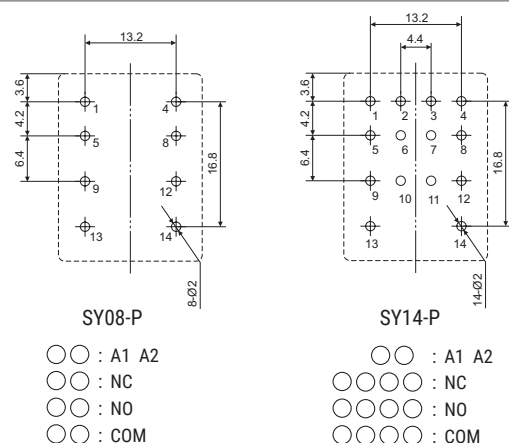 13.2
3.6
4.2
6.4
16.8
1 4
5 8
9 12
13 14
8-Ø2
SY08-P
: A1 A2
: NC
: NO
: COM
13.2
4.4
3.6
4.2
6.4
16.8
1 2 3 4
5 6 7 8
9 10 11 12
13 14
14-Ø2
SY14-P
: A1 A2
: NC
: NO
: COM